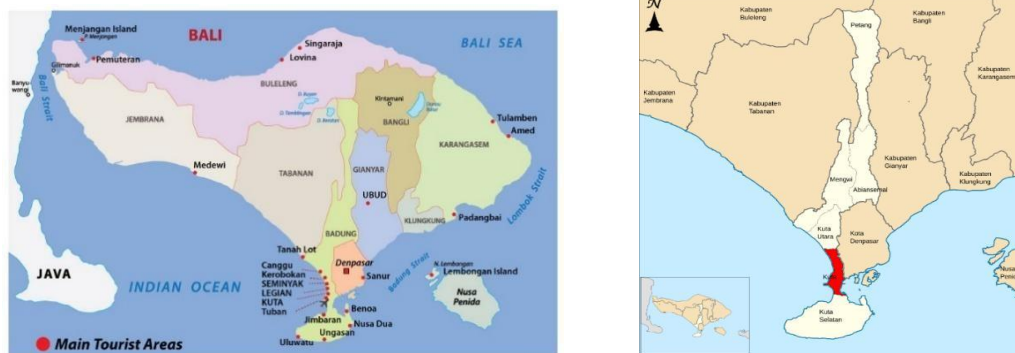 Menjangan Island
P. Menjangan
BALI
BALI SEA
Singaraja
Lovina
Gilimanuk
Pemuteran
Banyu
wangi
Bali Strait
BULELENG
Kintamani
D. Buyan
D. Tamblingan
D. Bratan
BANGLI
JEMBRANA
Tulamben
Amed
KARANGASEM
Medewi
TABANAN
GIANYAR
UBUD
Lombok Strait
KLUNGKUNG
Padangbai
BADUNG
Tanah Lot
Denpasar
Canggu
Kerobokan
SEMINYAK
LEGIAN
KUTA
Tuban
Sanur
Badung Strait
N. Lembongan
Lembongan Island
JAVA
INDIAN OCEAN
Nusa
Penida
Benoa
Jimbaran
Nusa Dua
Ungasan
Uluwatu
Main Tourist Areas
N
Kabupaten
Buleleng
Petang
Kabupaten
Bangli
Kabupaten
Karangasem
Kabupaten
Jembrana
Kabupaten
Tabanan
Kabupaten
Gianyar
Mengwi
Abiansemal
Kabupaten
Klungkung
Kuta
Utara
Kota
Denpasar
Kuta
Nusa
Penida
Kuta
Selatan